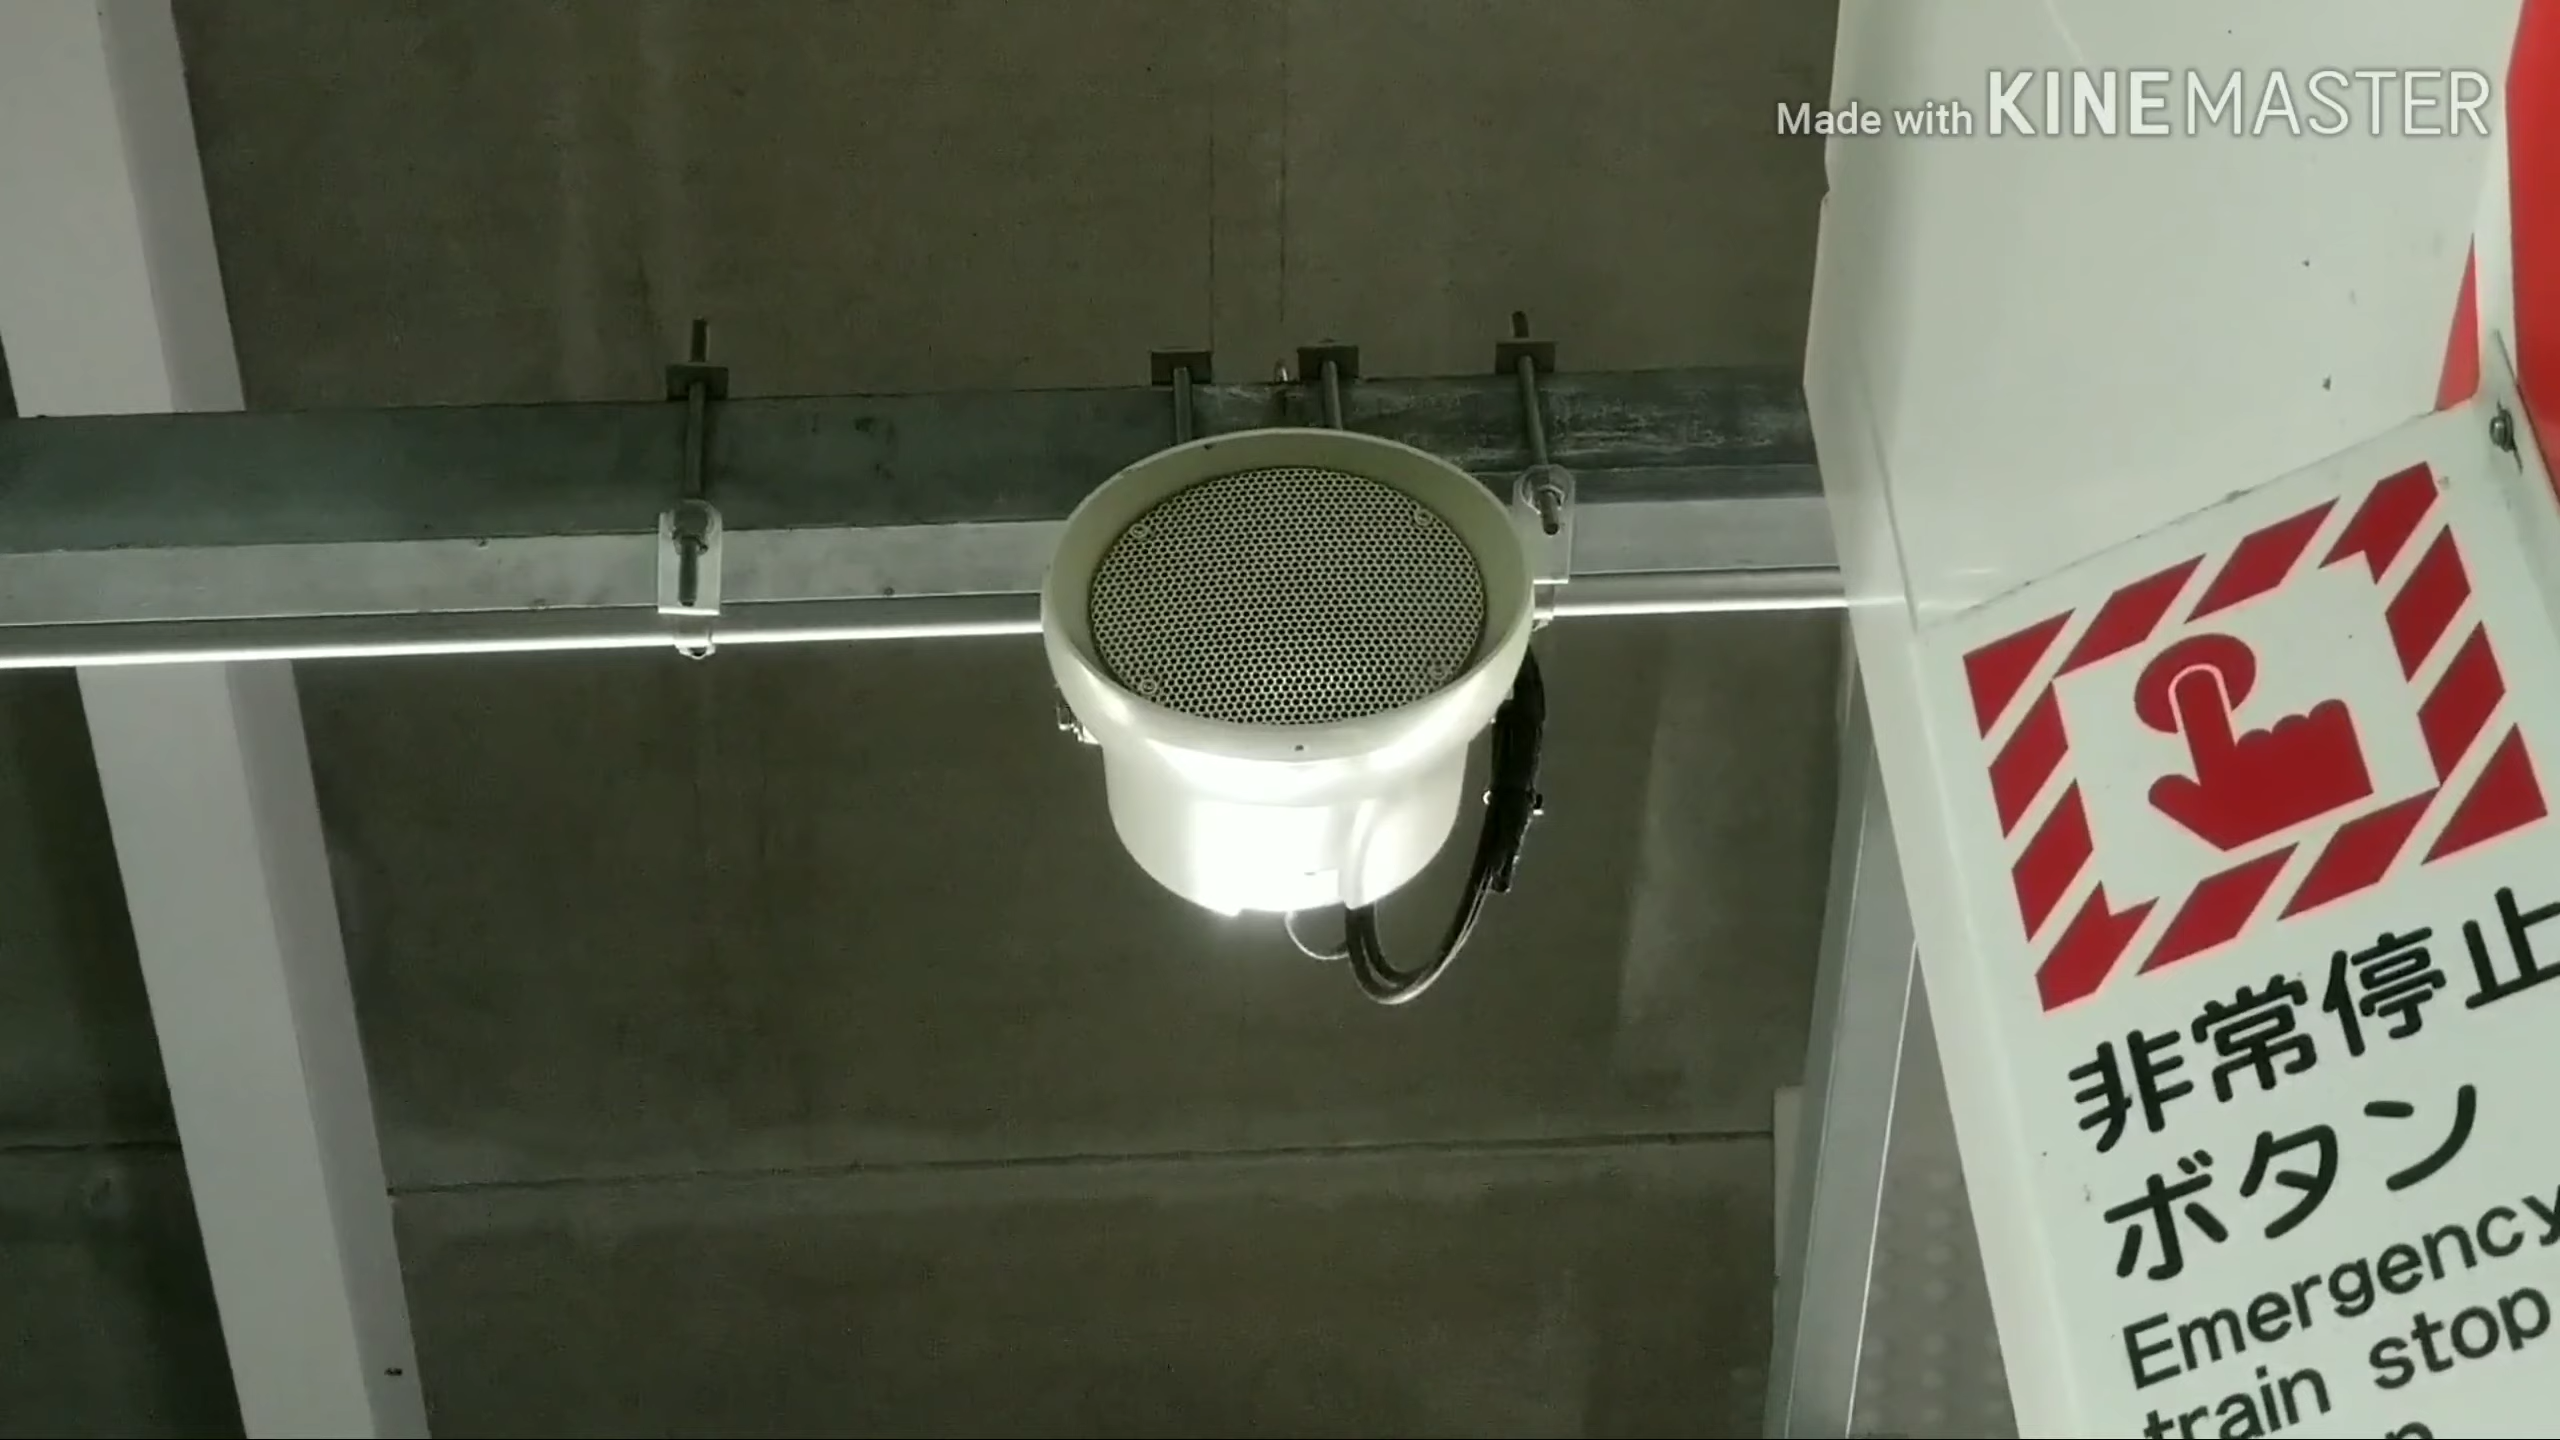 Made with KINEMASTER
非常停止
ボタン
Emergency
train stop